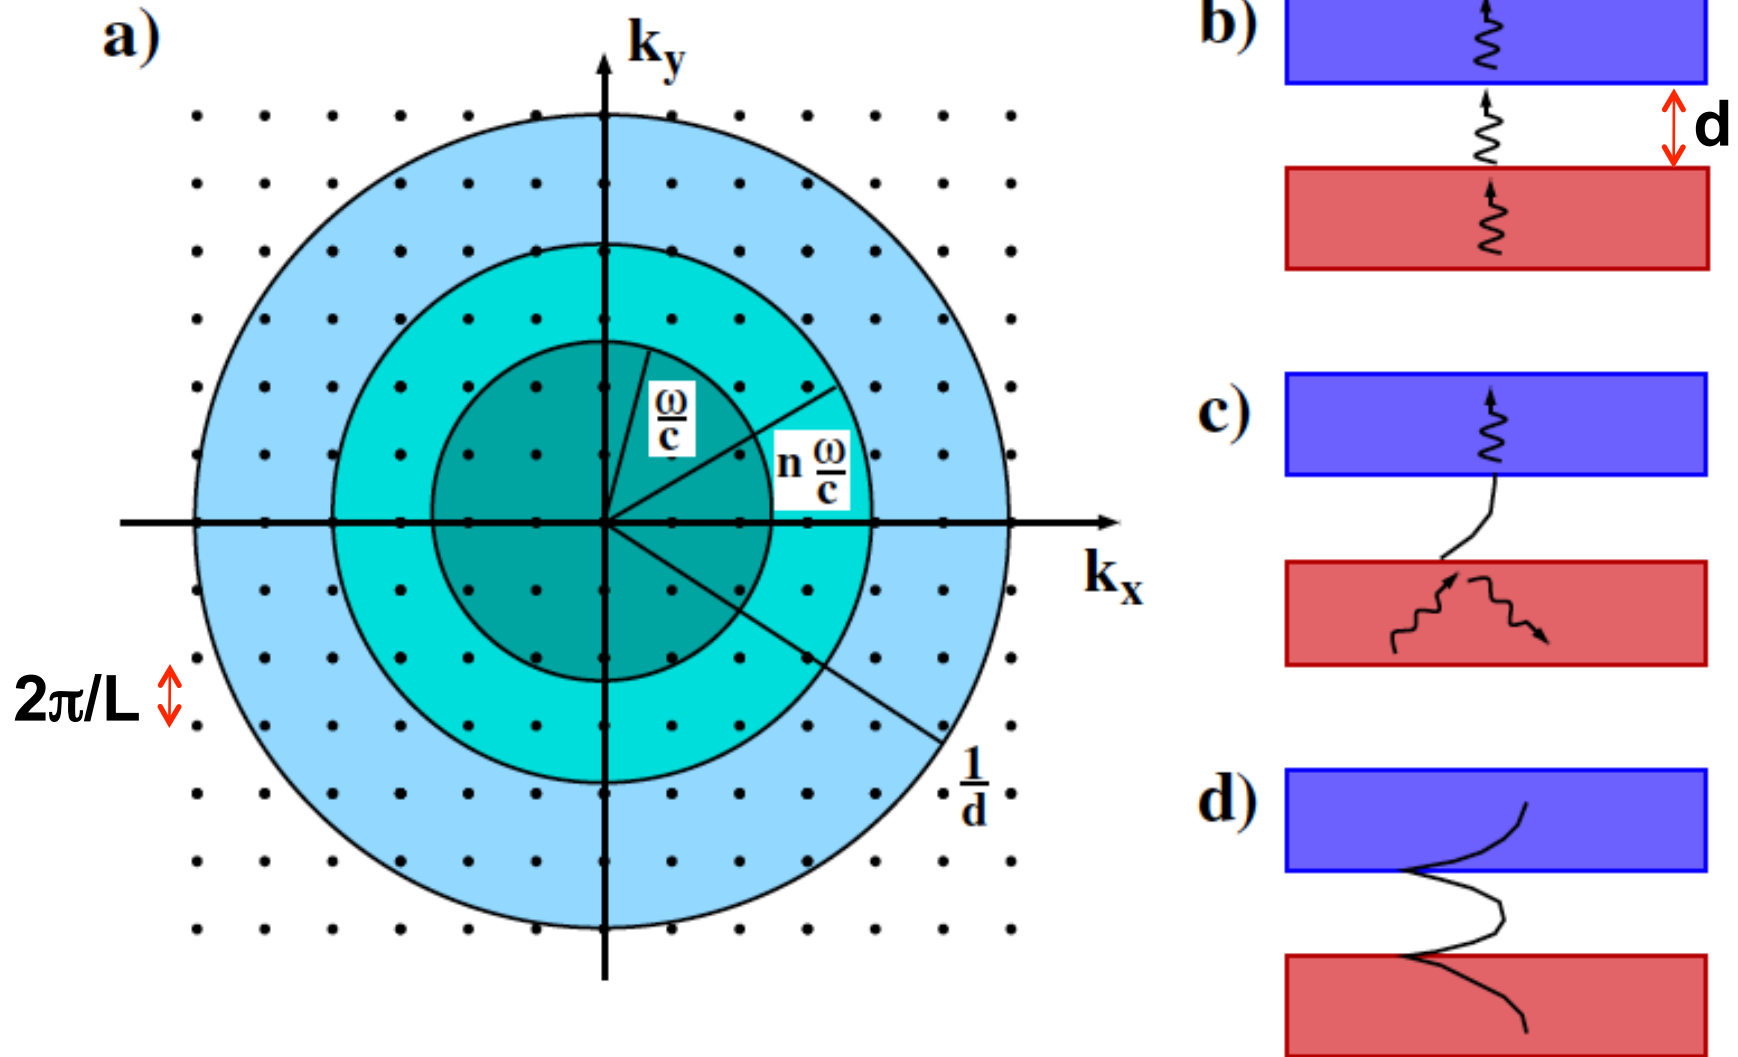 a)
k_y
ω/c
n ω/c
k_x
2π/L
1/d
b)
d
c)
d)